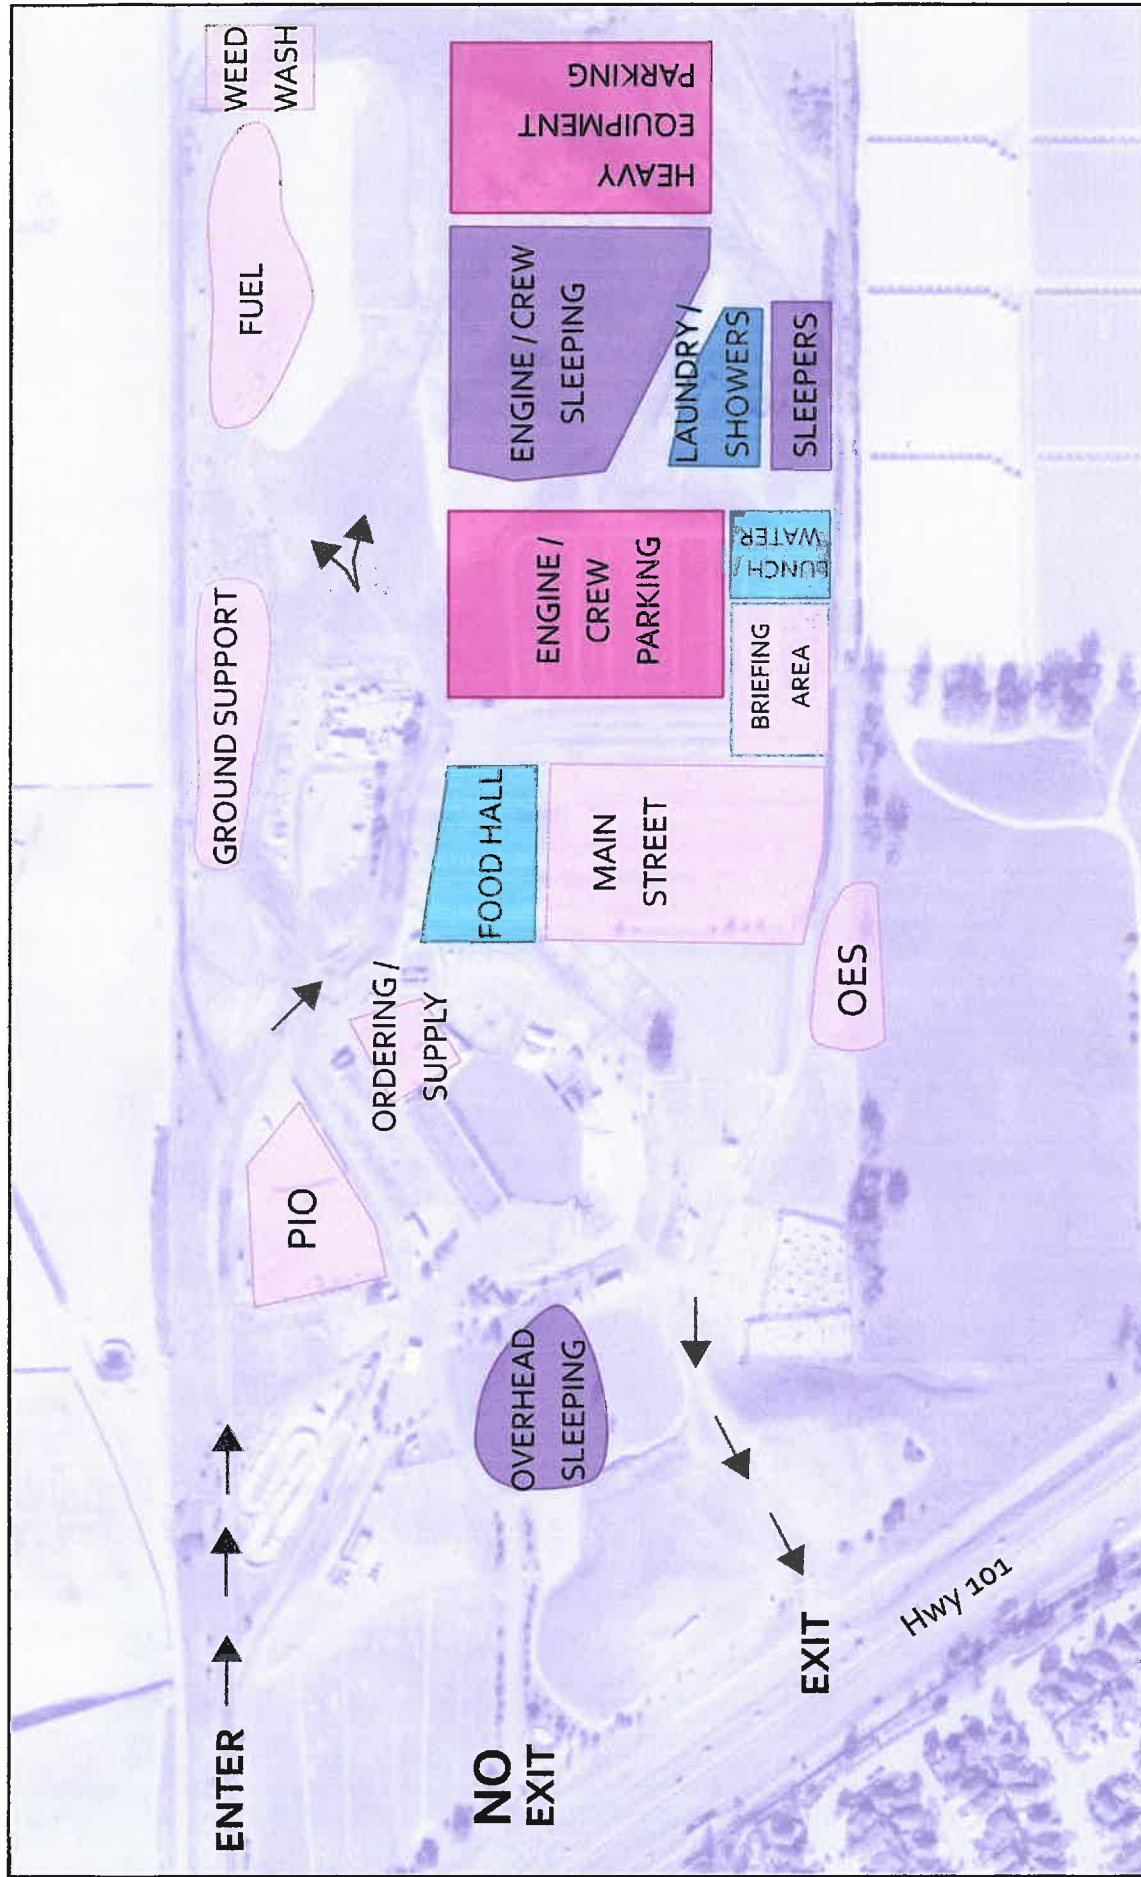 WEED
WASH
FUEL
GROUND SUPPORT
HEAVY
EQUIPMENT
PARKING
ENGINE / CREW
SLEEPING
LAUNDRY /
SHOWERS
SLEEPERS
ENGINE /
CREW
PARKING
LUNCH /
WATER
BRIEFING
AREA
FOOD HALL
MAIN
STREET
OES
ORDERING /
SUPPLY
PIO
OVERHEAD
SLEEPING
ENTER
NO
EXIT
EXIT
Hwy 101